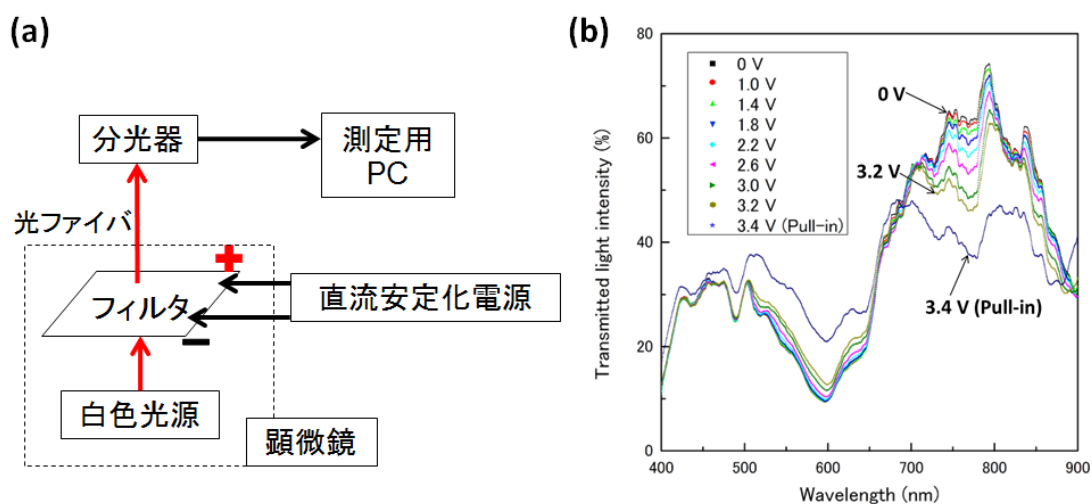 (a)
分光器
測定用
PC
光ファイバ
+
フィルタ
直流安定化電源
−
白色光源
顕微鏡
(b)
Transmitted light intensity (%)
80
60
40
20
0
0 V
1.0 V
1.4 V
1.8 V
2.2 V
2.6 V
3.0 V
3.2 V
3.4 V (Pull-in)
0 V
3.2 V
3.4 V (Pull-in)
400 500 600 700 800 900
Wavelength (nm)